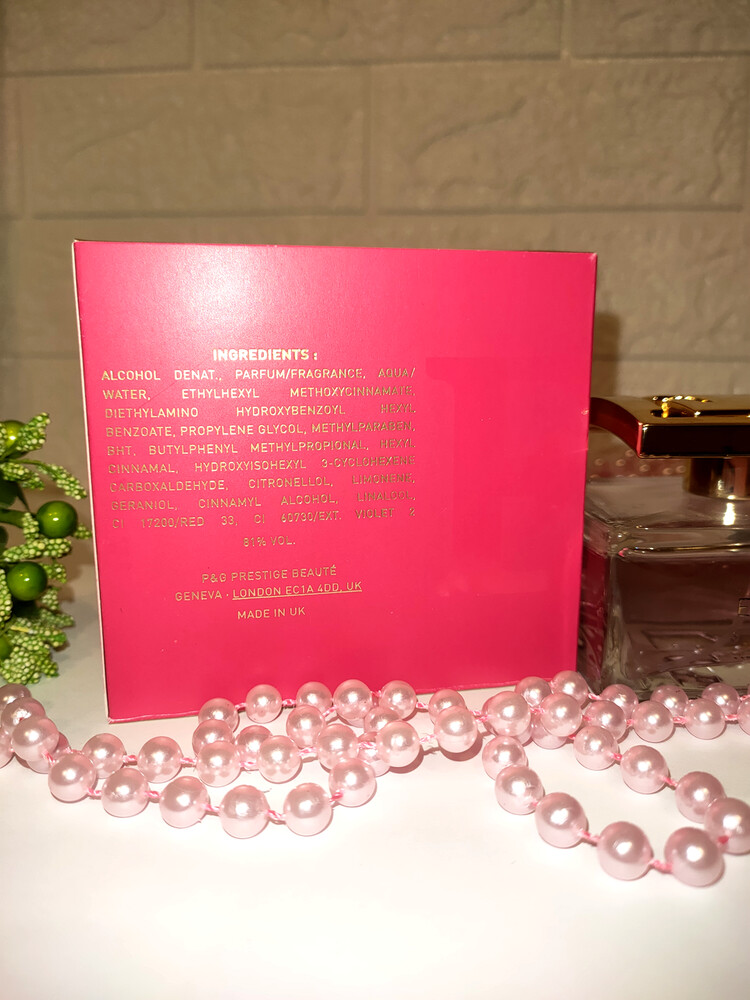 INGREDIENTS :
ALCOHOL DENAT., PARFUM/FRAGRANCE, AQUA/
WATER, ETHYLHEXYL METHOXYCINNAMATE,
DIETHYLAMINO HYDROXYBENZOYL HEXYL
BENZOATE, PROPYLENE GLYCOL, METHYLPARABEN,
BHT, BUTYLPHENYL METHYLPROPIONAL, HEXYL
CINNAMAL, HYDROXYISOHEXYL 3-CYCLOHEXENE
CARBOXALDEHYDE, CITRONELLOL, LIMONENE,
GERANIOL, CINNAMYL ALCOHOL, LINALOOL,
CI 17200/RED 33, CI 60730/EXT. VIOLET 2
81% VOL.
P&G PRESTIGE BEAUTÉ
GENEVA · LONDON EC1A 4DD, UK
MADE IN UK